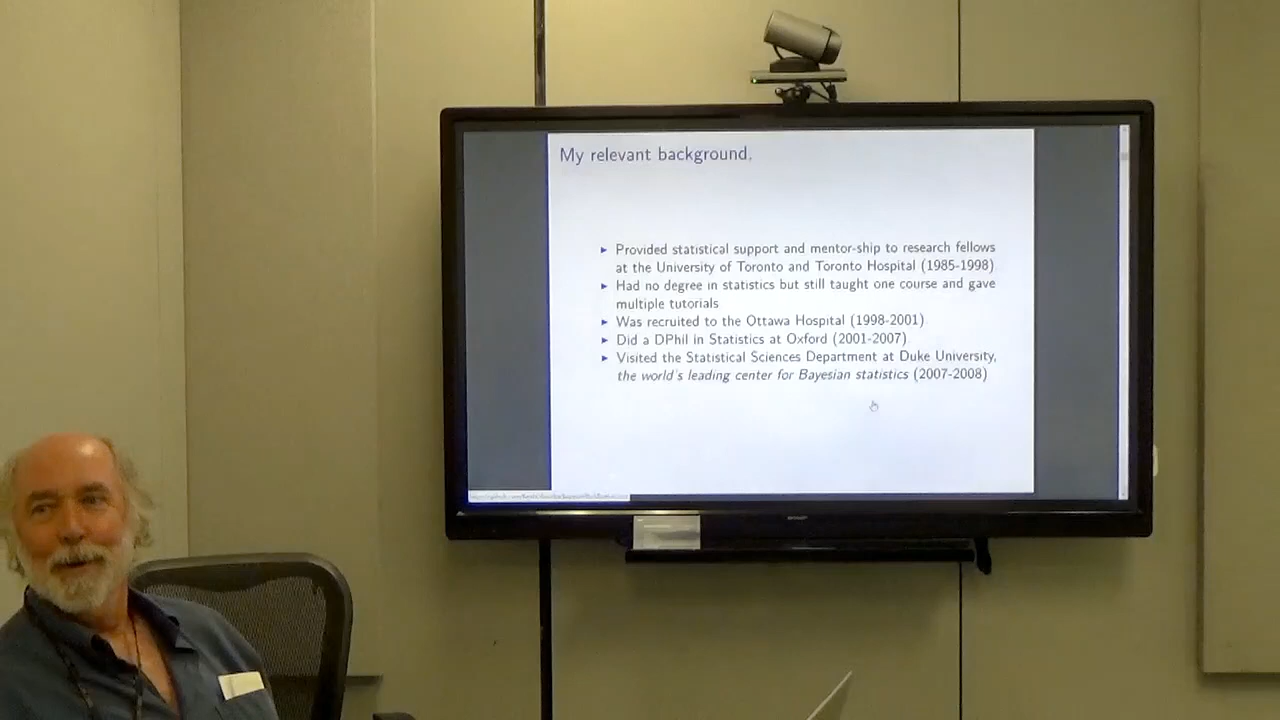 My relevant background.
▸ Provided statistical support and mentor-ship to research fellows
at the University of Toronto and Toronto Hospital (1985-1998)
▸ Had no degree in statistics but still taught one course and gave
multiple tutorials
▸ Was recruited to the Ottawa Hospital (1998-2001)
▸ Did a DPhil in Statistics at Oxford (2001-2007)
▸ Visited the Statistical Sciences Department at Duke University,
the world's leading center for Bayesian statistics (2007-2008)
SHARP